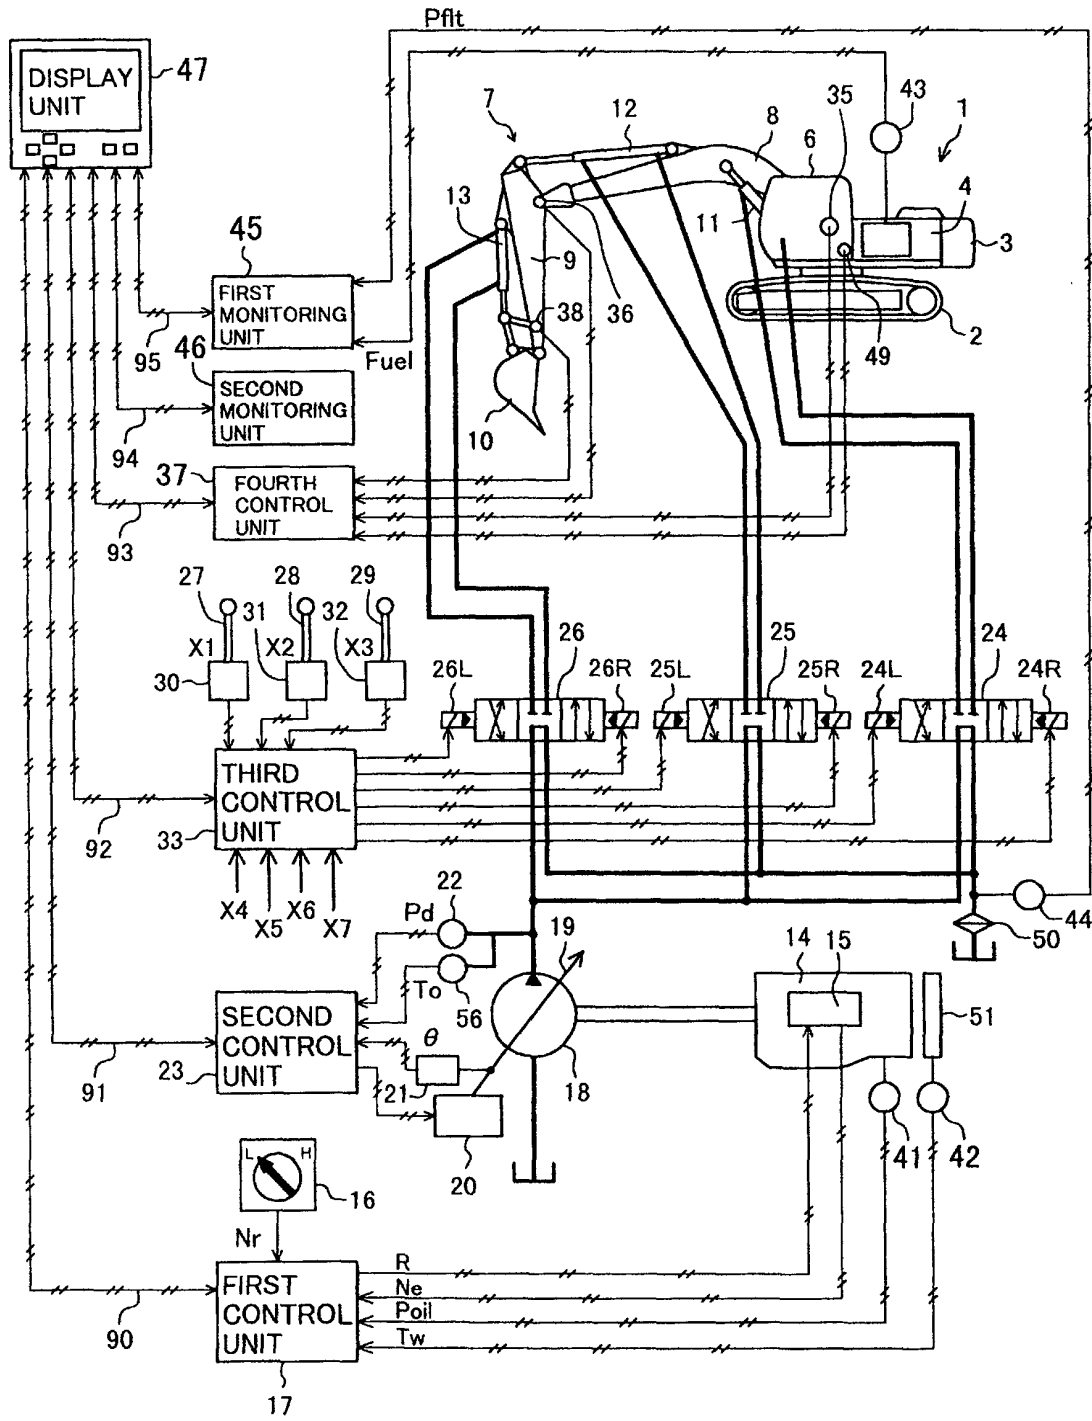 Pflt
DISPLAY
UNIT
47
7
12
8
6
35
43
1
4
3
13
11
9
45
38
36
49
2
FIRST
MONITORING
UNIT
95
Fuel
46
SECOND
MONITORING
UNIT
94
10
37
FOURTH
CONTROL
UNIT
93
27
28
29
31
32
X1
X2
X3
30
26
25
24
26L
26R
25L
25R
24L
24R
THIRD
CONTROL
UNIT
33
92
X4
X5
X6
X7
22
Pd
19
44
50
To
56
14
15
51
SECOND
CONTROL
UNIT
23
91
θ
21
18
20
41
42
L
H
16
Nr
R
Ne
Poil
Tw
FIRST
CONTROL
UNIT
90
17